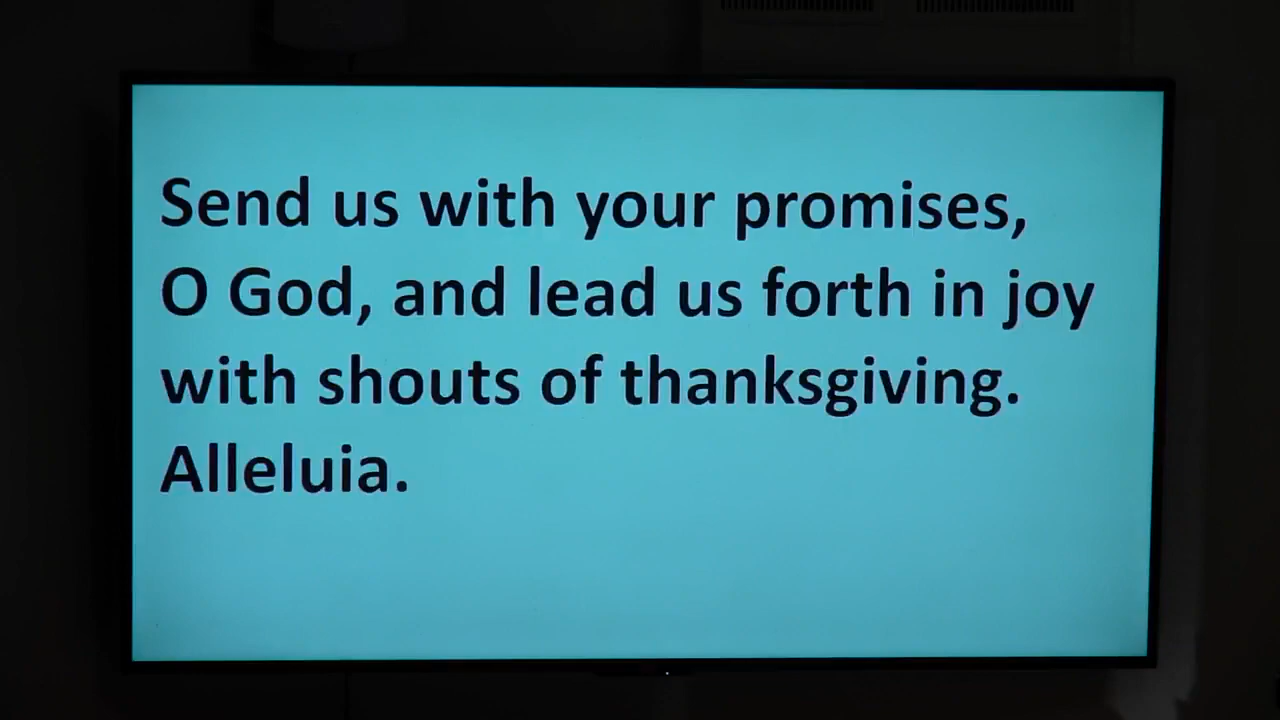 Send us with your promises,
O God, and lead us forth in joy
with shouts of thanksgiving.
Alleluia.